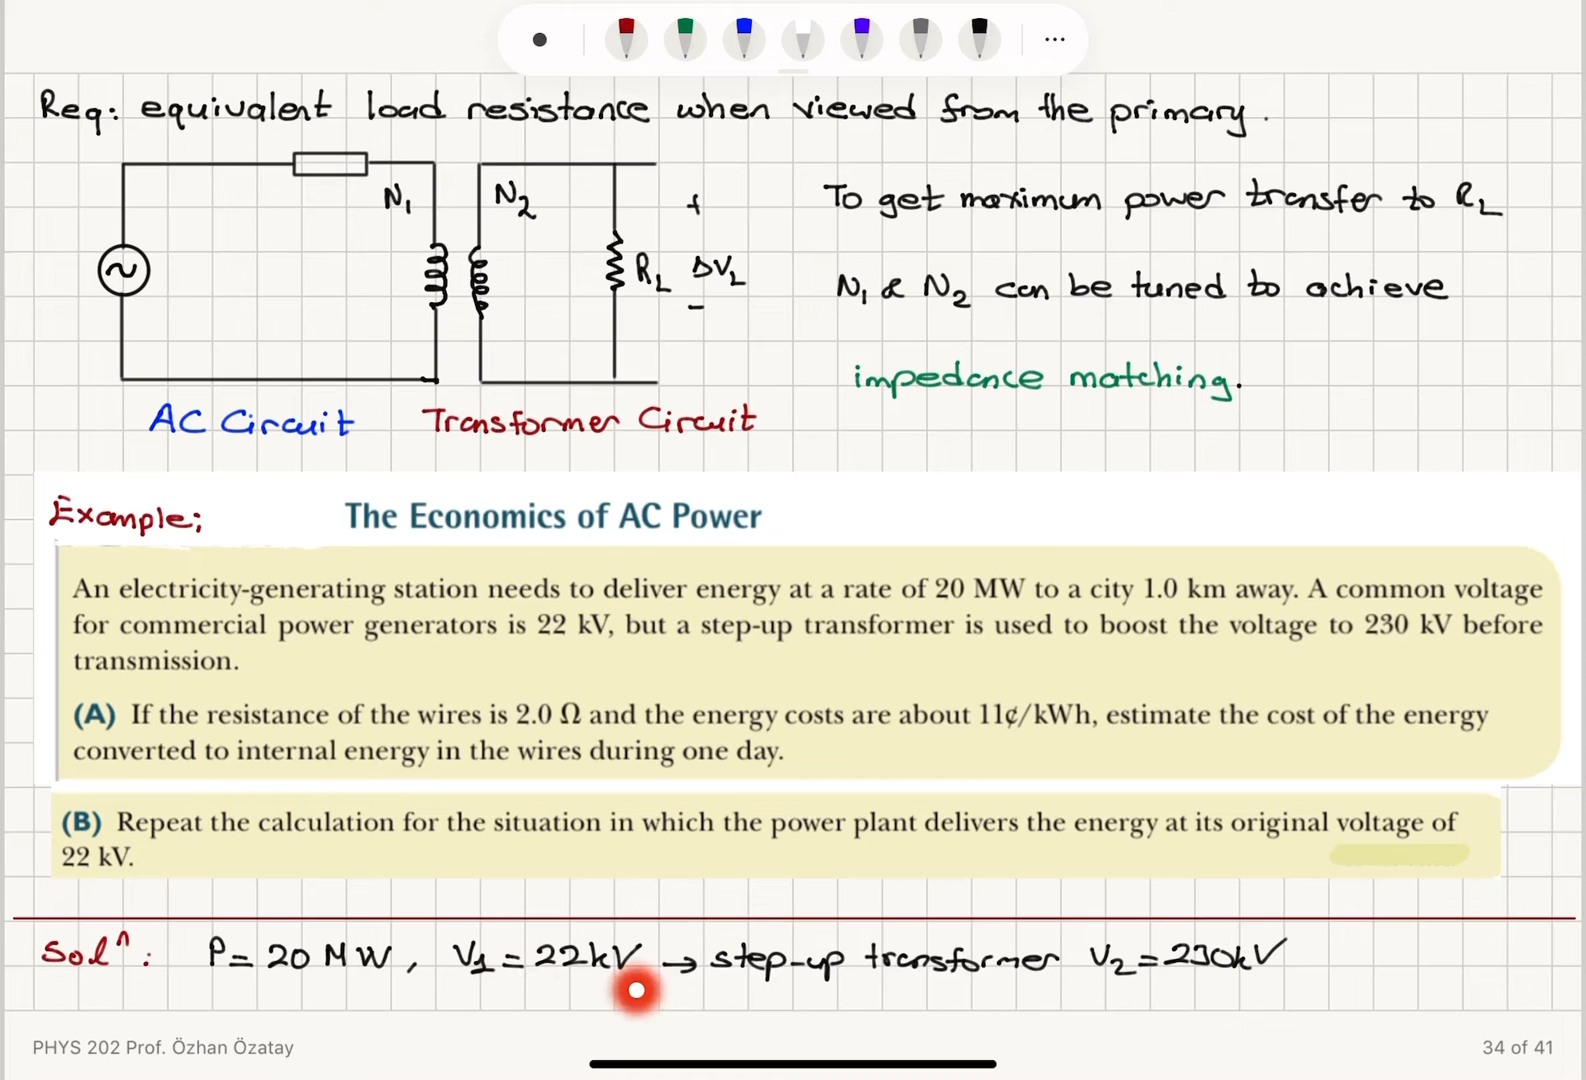 Req: equivalent load resistance when viewed from the primary.
N₁ N₂ +
R_L ΔV_L
−
To get maximum power transfer to R_L
N₁ & N₂ can be tuned to achieve
impedance matching.
AC Circuit Transformer Circuit
Example; The Economics of AC Power
An electricity-generating station needs to deliver energy at a rate of 20 MW to a city 1.0 km away. A common voltage
for commercial power generators is 22 kV, but a step-up transformer is used to boost the voltage to 230 kV before
transmission.
(A) If the resistance of the wires is 2.0 Ω and the energy costs are about 11¢/kWh, estimate the cost of the energy
converted to internal energy in the wires during one day.
(B) Repeat the calculation for the situation in which the power plant delivers the energy at its original voltage of
22 kV.
Solⁿ: P = 20 MW, V₁ = 22kV → step-up transformer V₂ = 230kV
PHYS 202 Prof. Özhan Özatay 34 of 41